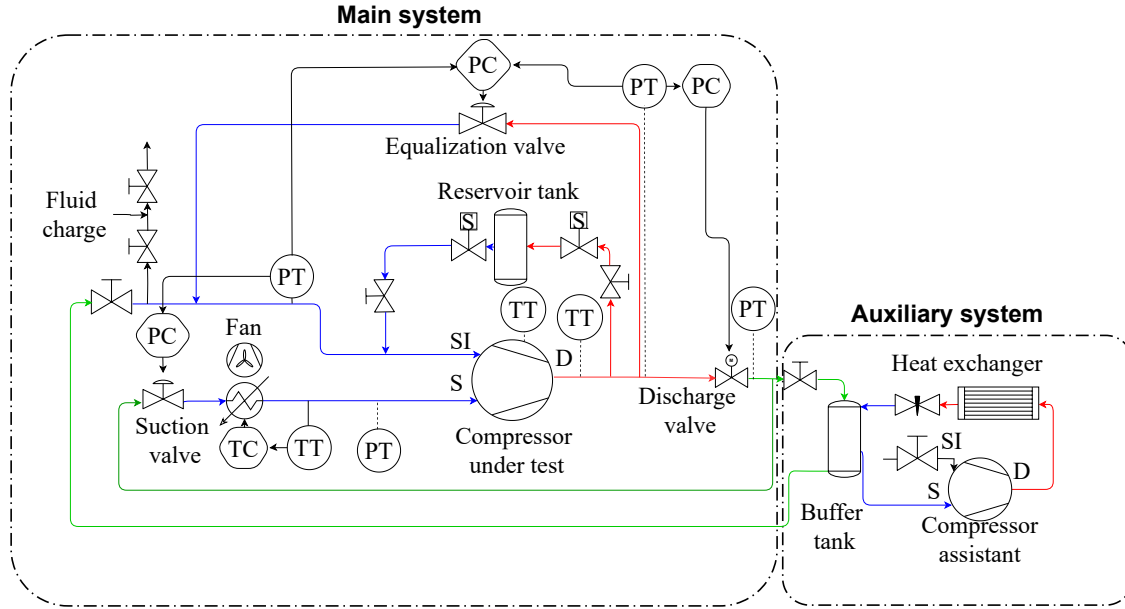 Main system
PC
PT
PC
Equalization valve
Reservoir tank
S
S
Fluid
charge
PT
TT
TT
PT
Auxiliary system
PC
Fan
SI
D
S
Heat exchanger
Suction
valve
TC
TT
PT
Compressor
under test
Discharge
valve
SI
D
S
Buffer
tank
Compressor
assistant